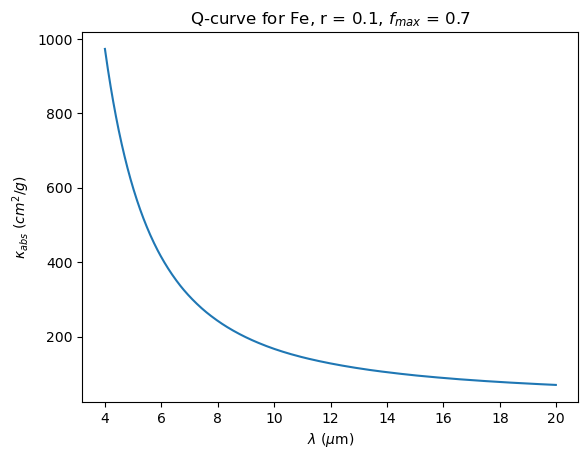 Q-curve for Fe, r = 0.1, f_max = 0.7
1000
800
600
400
200
κ_abs (cm²/g)
4 6 8 10 12 14 16 18 20
λ (μm)